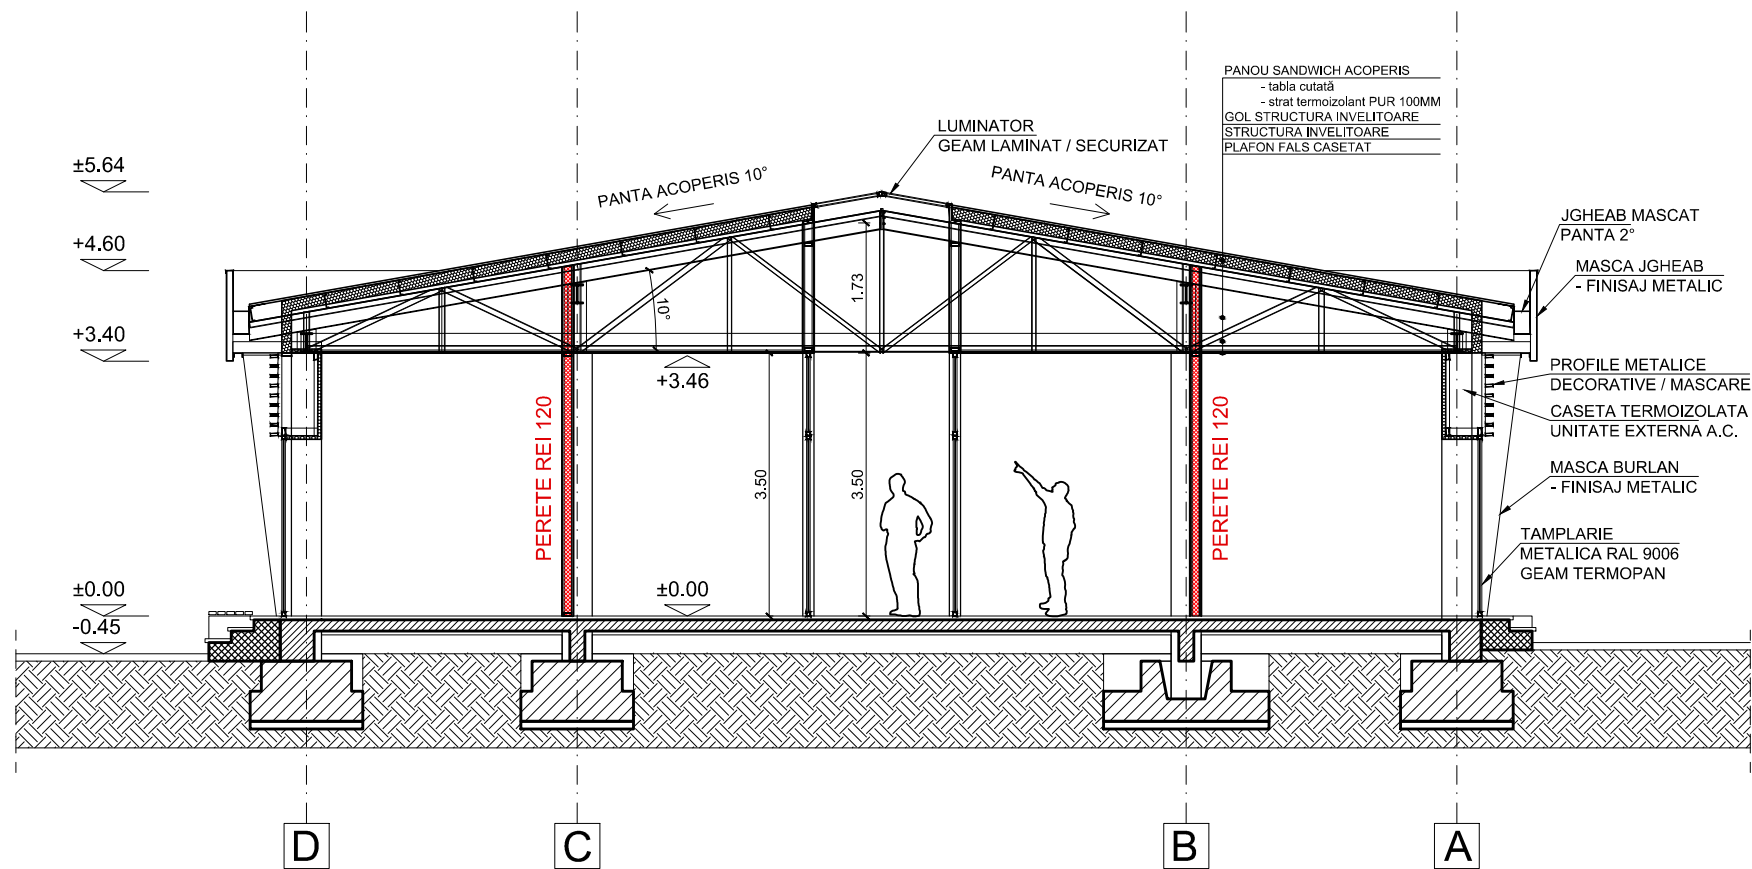 PANOU SANDWICH ACOPERIS
- tabla cutată
- strat termoizolant PUR 100MM
GOL STRUCTURA INVELITOARE
STRUCTURA INVELITOARE
PLAFON FALS CASETAT
LUMINATOR
GEAM LAMINAT / SECURIZAT
±5.64
PANTA ACOPERIS 10°
PANTA ACOPERIS 10°
JGHEAB MASCAT
PANTA 2°
+4.60
MASCA JGHEAB
- FINISAJ METALIC
1.73
10°
+3.40
+3.46
PROFILE METALICE
DECORATIVE / MASCARE
CASETA TERMOIZOLATA
UNITATE EXTERNA A.C.
PERETE REI 120
3.50
3.50
PERETE REI 120
MASCA BURLAN
- FINISAJ METALIC
TAMPLARIE
METALICA RAL 9006
GEAM TERMOPAN
±0.00
±0.00
-0.45
D
C
B
A